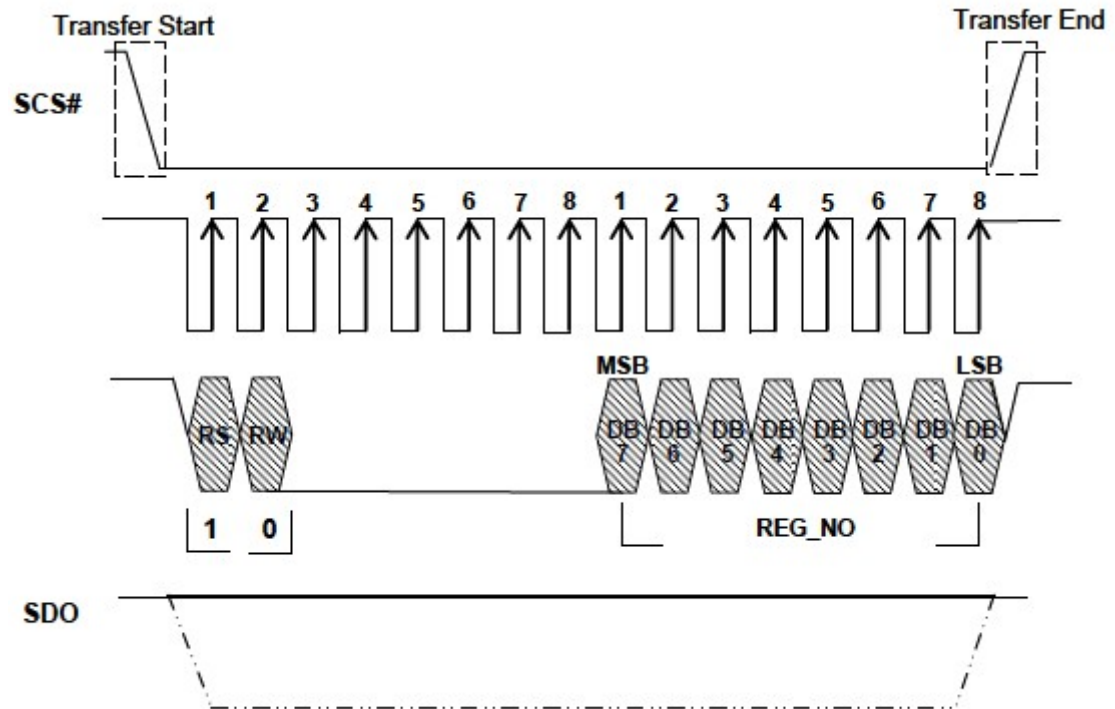 Transfer Start
Transfer End
SCS#
1 2 3 4 5 6 7 8 1 2 3 4 5 6 7 8
MSB LSB
RS RW DB 7 DB 6 DB 5 DB 4 DB 3 DB 2 DB 1 DB 0
1 0 REG_NO
SDO